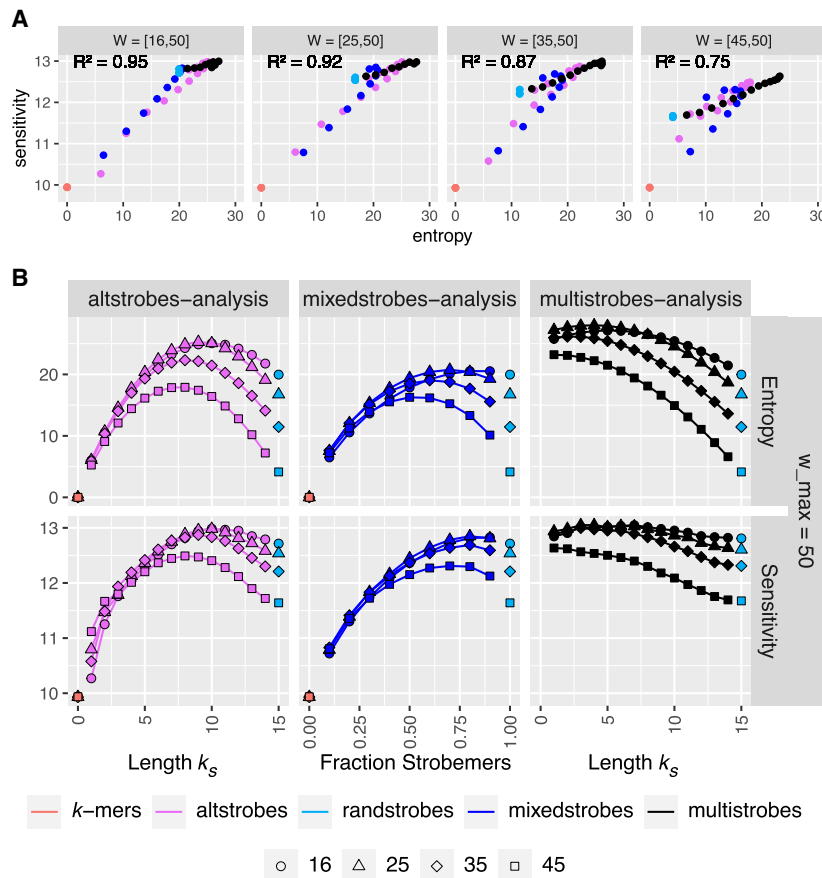 A
W = [16,50] W = [25,50] W = [35,50] W = [45,50]
R² = 0.95 R² = 0.92 R² = 0.87 R² = 0.75
sensitivity
13
12
11
10
0 10 20 30 0 10 20 30 0 10 20 30 0 10 20 30
entropy
B
altstrobes−analysis mixedstrobes−analysis multistrobes−analysis
20
10
0
Entropy
13
12
11
10
Sensitivity
w_max = 50
0 5 10 15 0.00 0.25 0.50 0.75 1.00 0 5 10 15
Length ks Fraction Strobemers Length ks
k−mers altstrobes randstrobes mixedstrobes multistrobes
16 25 35 45